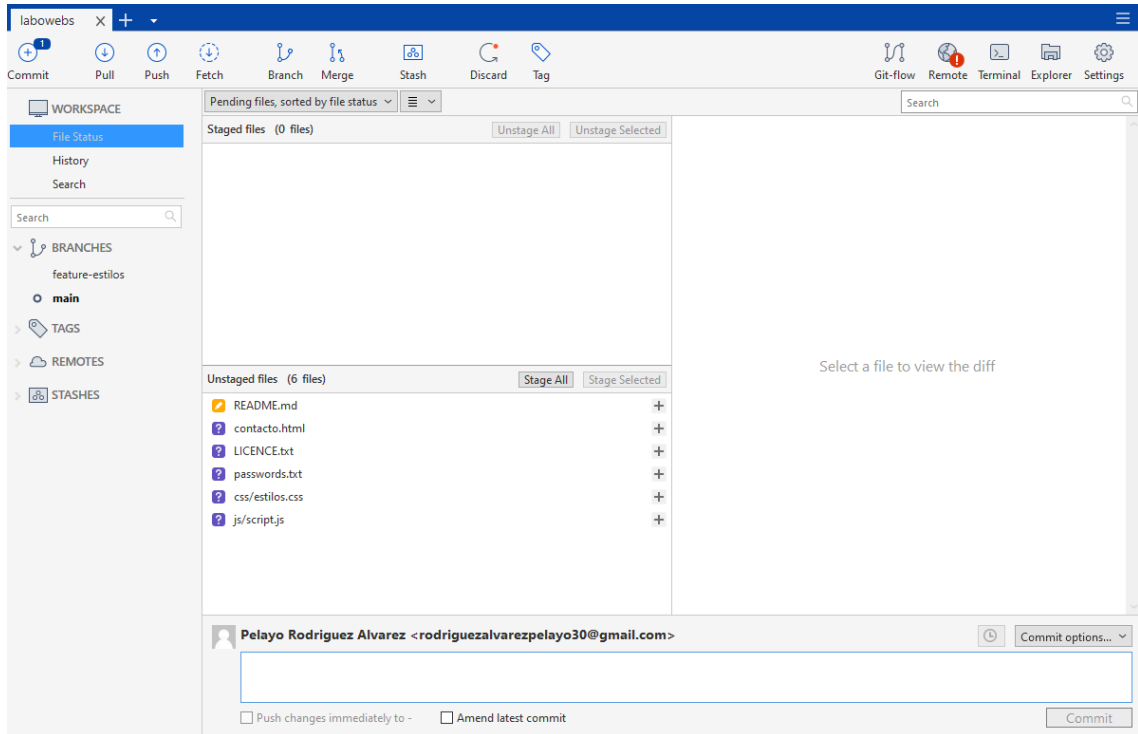 labowebs
1
Commit Pull Push Fetch Branch Merge Stash Discard Tag Git-flow Remote Terminal Explorer Settings
WORKSPACE
File Status
History
Search
Search
BRANCHES
feature-estilos
main
TAGS
REMOTES
STASHES
Pending files, sorted by file status
Search
Staged files (0 files) Unstage All Unstage Selected
Unstaged files (6 files) Stage All Stage Selected
README.md
contacto.html
LICENCE.txt
passwords.txt
css/estilos.css
js/script.js
Select a file to view the diff
Pelayo Rodriguez Alvarez <rodriguezalvarezpelayo30@gmail.com>
Commit options...
Push changes immediately to - Amend latest commit
Commit